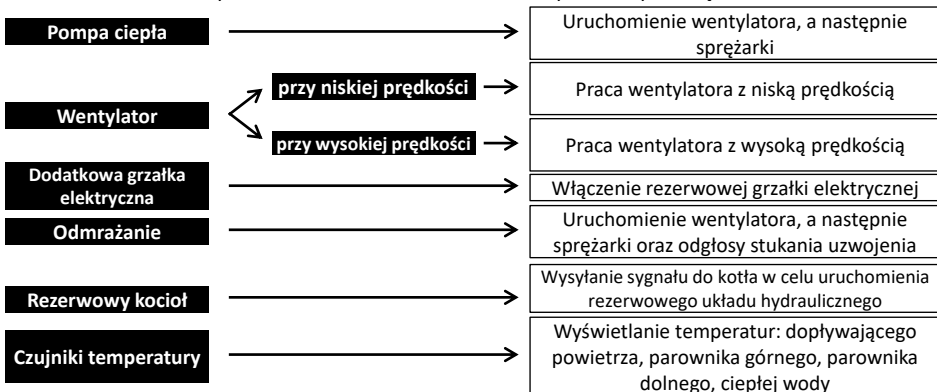 Pompa ciepła
Uruchomienie wentylatora, a następnie
sprężarki
Wentylator
przy niskiej prędkości
Praca wentylatora z niską prędkością
przy wysokiej prędkości
Praca wentylatora z wysoką prędkością
Dodatkowa grzałka
elektryczna
Włączenie rezerwowej grzałki elektrycznej
Odmrażanie
Uruchomienie wentylatora, a następnie
sprężarki oraz odgłosy stukania uzwojenia
Rezerwowy kocioł
Wysyłanie sygnału do kotła w celu uruchomienia
rezerwowego układu hydraulicznego
Czujniki temperatury
Wyświetlanie temperatur: dopływającego
powietrza, parownika górnego, parownika
dolnego, ciepłej wody